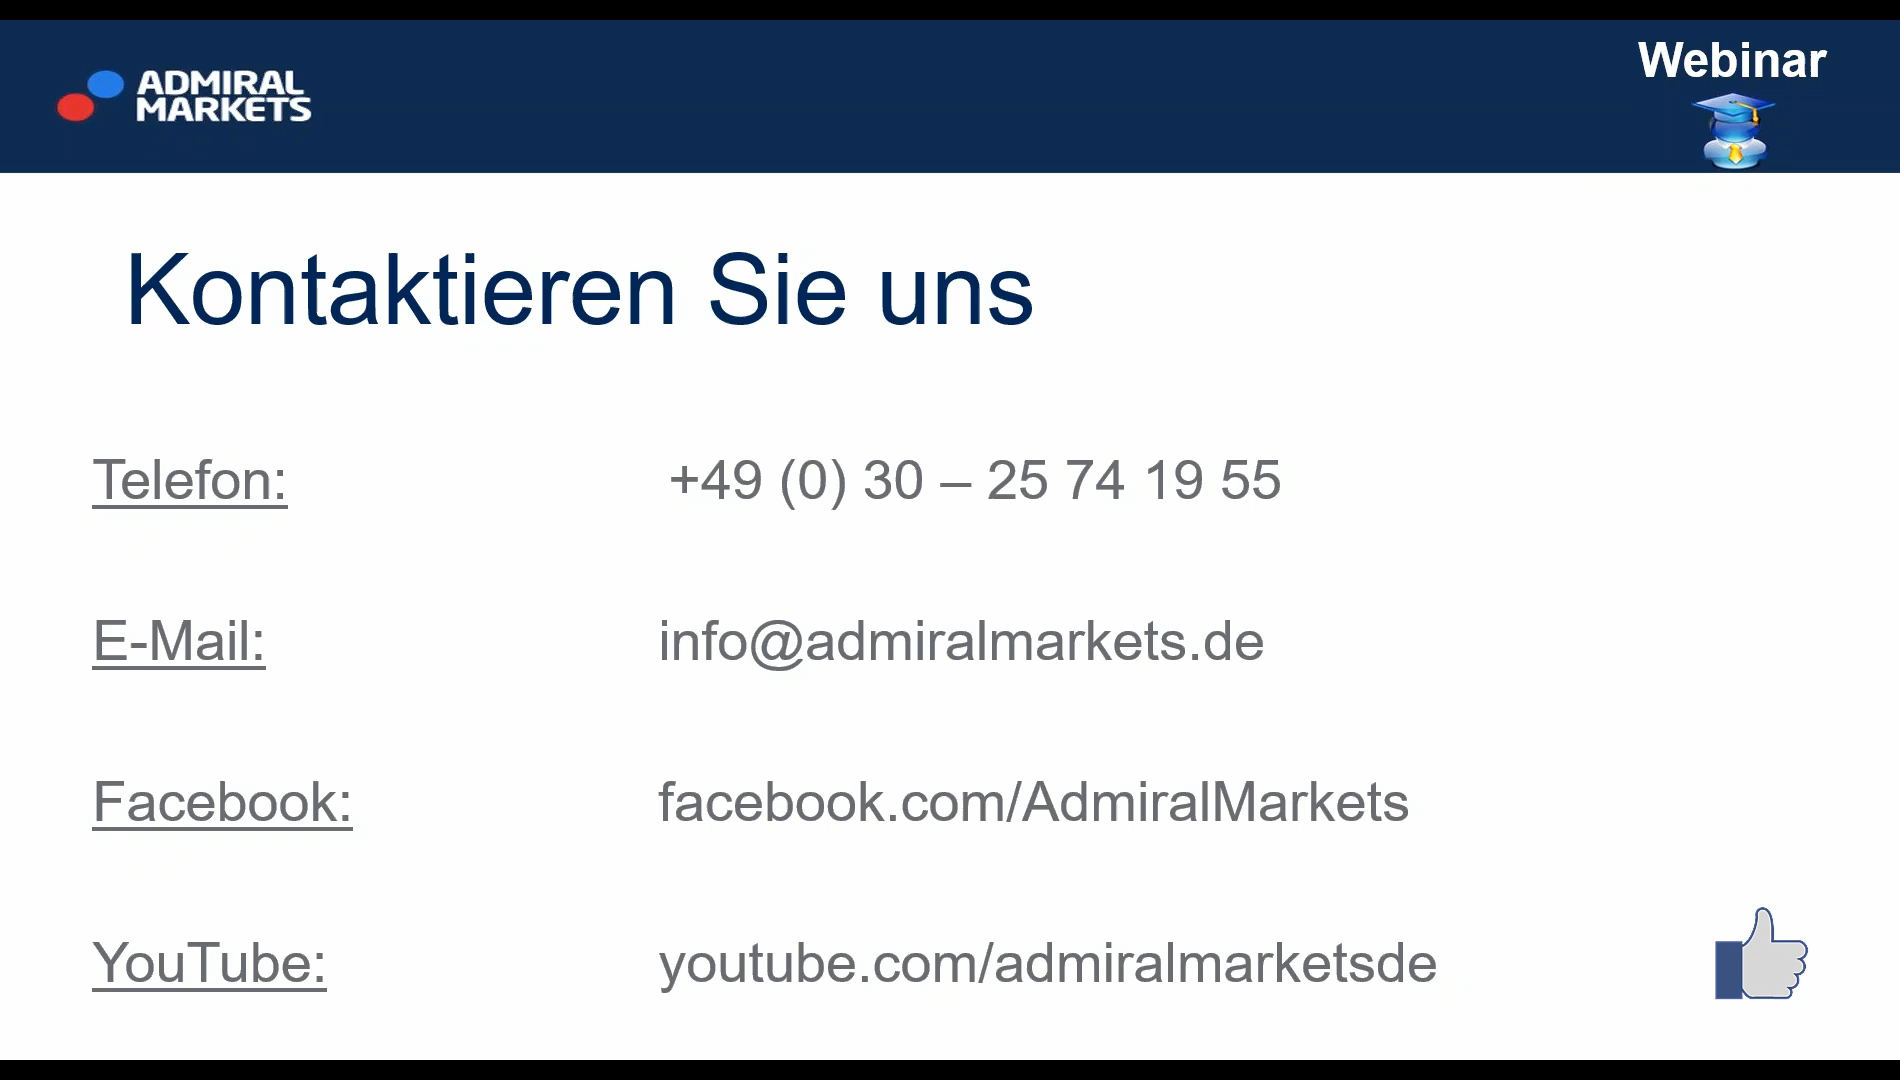 ADMIRAL
MARKETS
Webinar
Kontaktieren Sie uns
Telefon: +49 (0) 30 – 25 74 19 55
E-Mail: info@admiralmarkets.de
Facebook: facebook.com/AdmiralMarkets
YouTube: youtube.com/admiralmarketsde